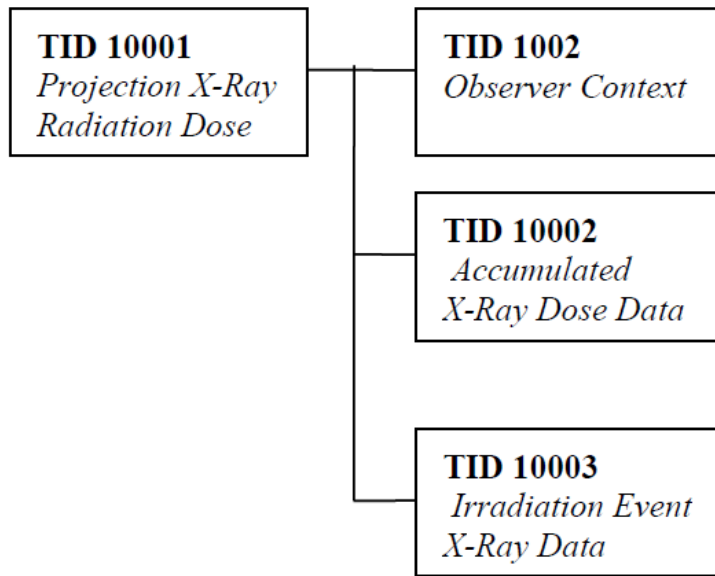 TID 10001
Projection X-Ray
Radiation Dose
TID 1002
Observer Context
TID 10002
Accumulated
X-Ray Dose Data
TID 10003
Irradiation Event
X-Ray Data